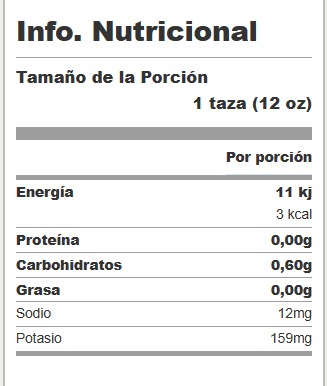 Info. Nutricional
Tamaño de la Porción
1 taza (12 oz)
Por porción
Energía 11 kj
3 kcal
Proteína 0,00g
Carbohidratos 0,60g
Grasa 0,00g
Sodio 12mg
Potasio 159mg